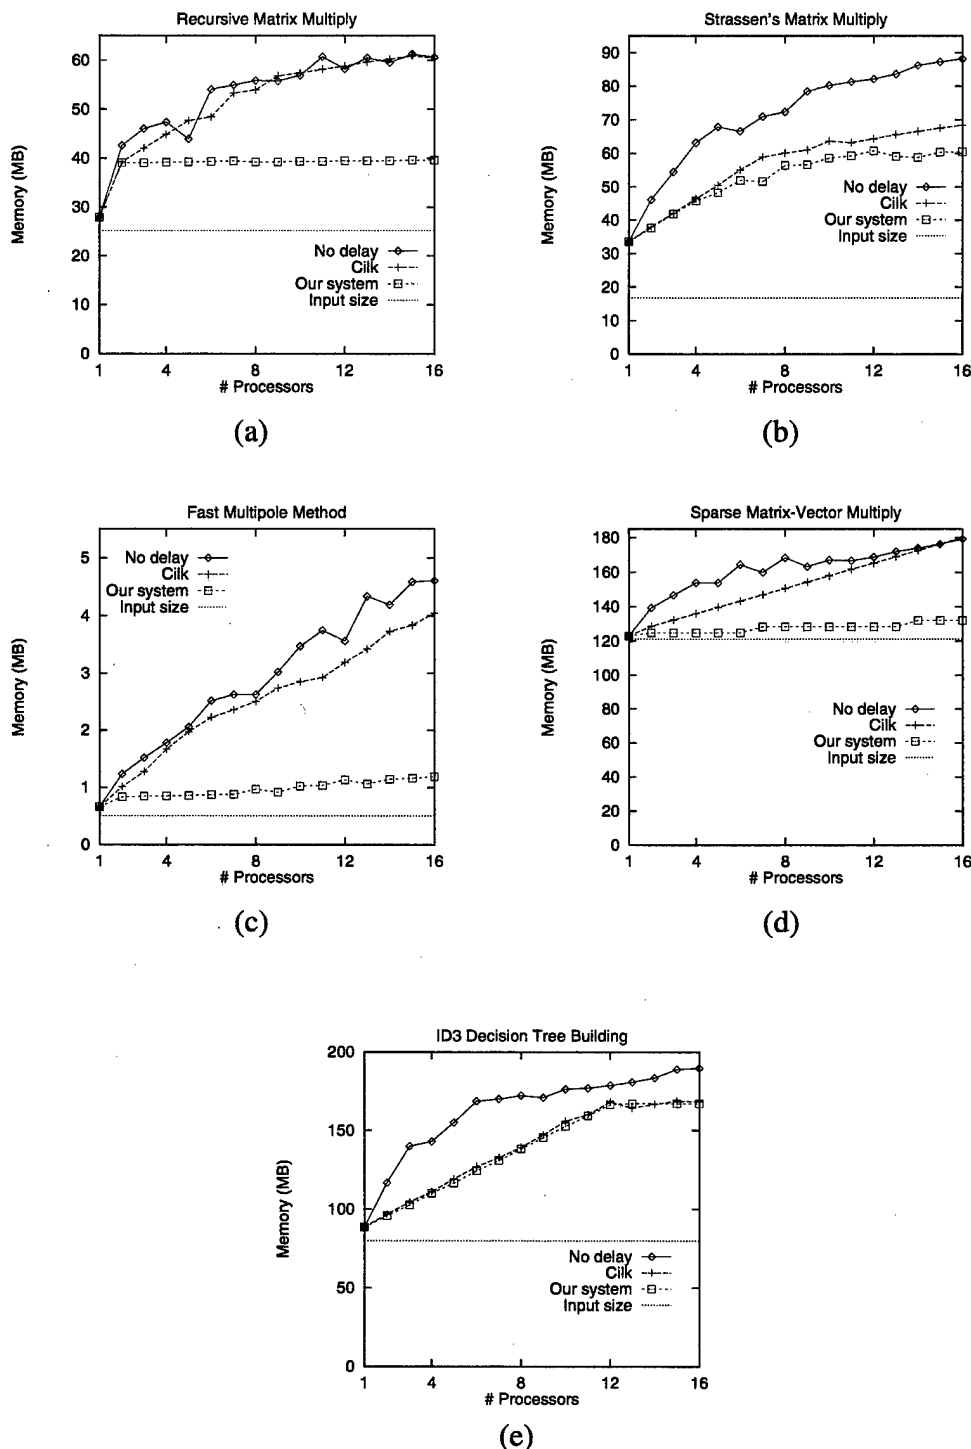 Recursive Matrix Multiply
Memory (MB)
60
50
40
30
20
10
0
No delay
Cilk
Our system
Input size
1 4 8 12 16
# Processors
(a)
Strassen's Matrix Multiply
Memory (MB)
90
80
70
60
50
40
30
20
10
0
No delay
Cilk
Our system
Input size
1 4 8 12 16
# Processors
(b)
Fast Multipole Method
Memory (MB)
5
4
3
2
1
0
No delay
Cilk
Our system
Input size
1 4 8 12 16
# Processors
(c)
Sparse Matrix-Vector Multiply
Memory (MB)
180
160
140
120
100
80
60
40
20
0
No delay
Cilk
Our system
Input size
1 4 8 12 16
# Processors
(d)
ID3 Decision Tree Building
Memory (MB)
200
150
100
50
0
No delay
Cilk
Our system
Input size
1 4 8 12 16
# Processors
(e)